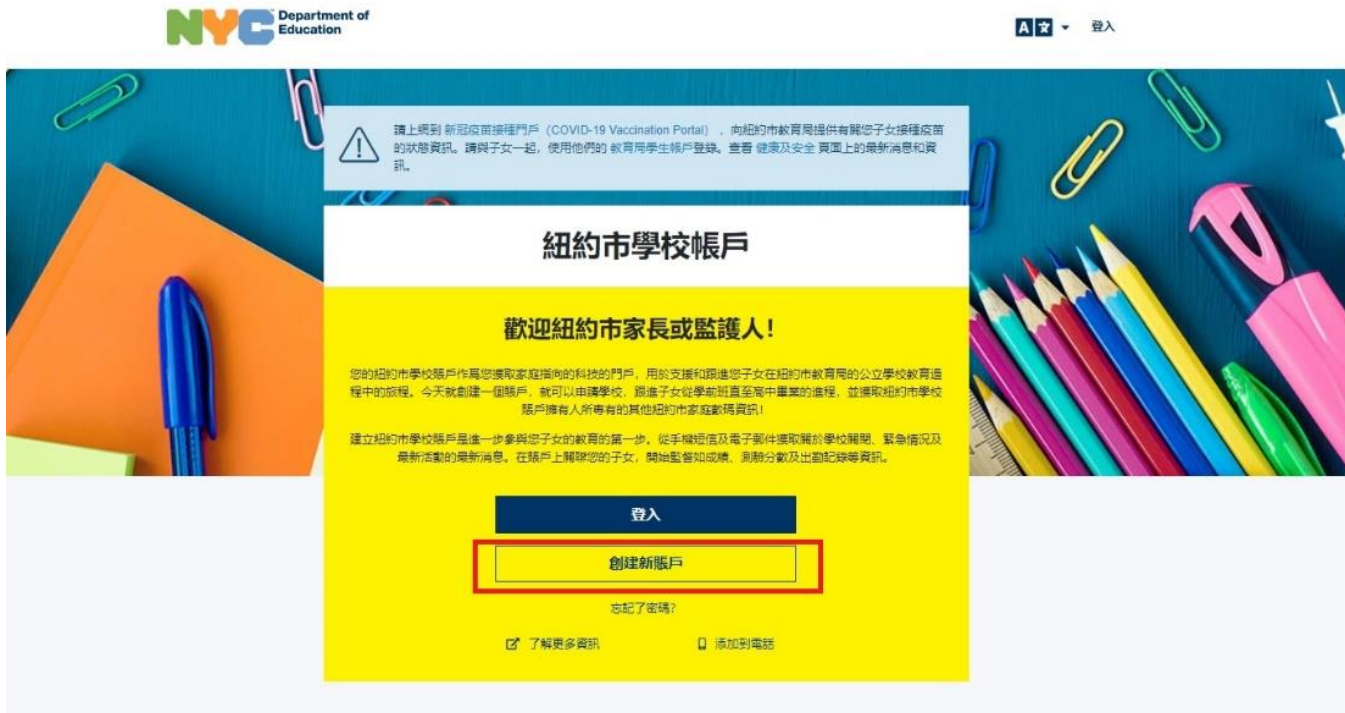 NYC Department of
Education
A 文 登入
請上網到 新冠疫苗接種門戶（COVID-19 Vaccination Portal），向紐約市教育局提供有關您子女接種疫苗
的狀態資訊。請與子女一起，使用他們的 教育局學生帳戶登錄。查看 健康及安全 頁面上的最新消息和資
訊。
紐約市學校帳戶
歡迎紐約市家長或監護人！
您的紐約市學校賬戶作爲您獲取家庭指向的科技的門戶，用於支援和跟進您子女在紐約市教育局的公立學校教育過
程中的旅程。今天就創建一個賬戶，就可以申請學校，跟進子女從學前班直至高中畢業的進程，並獲取紐約市學校
賬戶擁有人所專有的其他紐約市家庭數碼資訊！
建立紐約市學校賬戶是進一步參與您子女的教育的第一步。從手機短信及電子郵件獲取關於學校關閉、緊急情況及
最新活動的最新消息。在賬戶上關聯您的子女，開始監督如成績、測驗分數及出勤記錄等資訊。
登入
創建新賬戶
忘記了密碼？
了解更多資訊 添加到電話